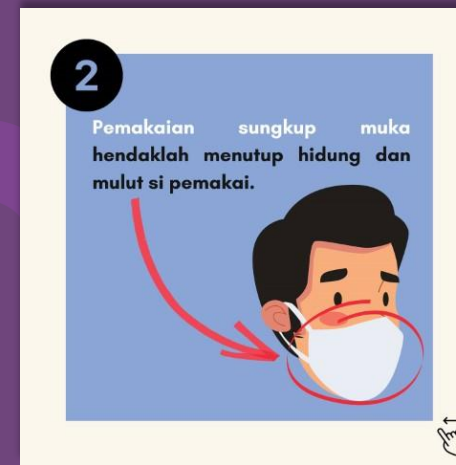 2
Pemakaian sungkup muka
hendaklah menutup hidung dan
mulut si pemakai.